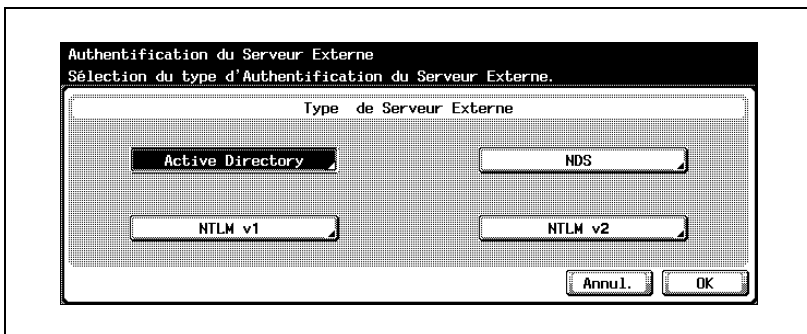 Authentification du Serveur Externe
Sélection du type d'Authentification du Serveur Externe.
Type de Serveur Externe
Active Directory
NDS
NTLM v1
NTLM v2
Annul.
OK